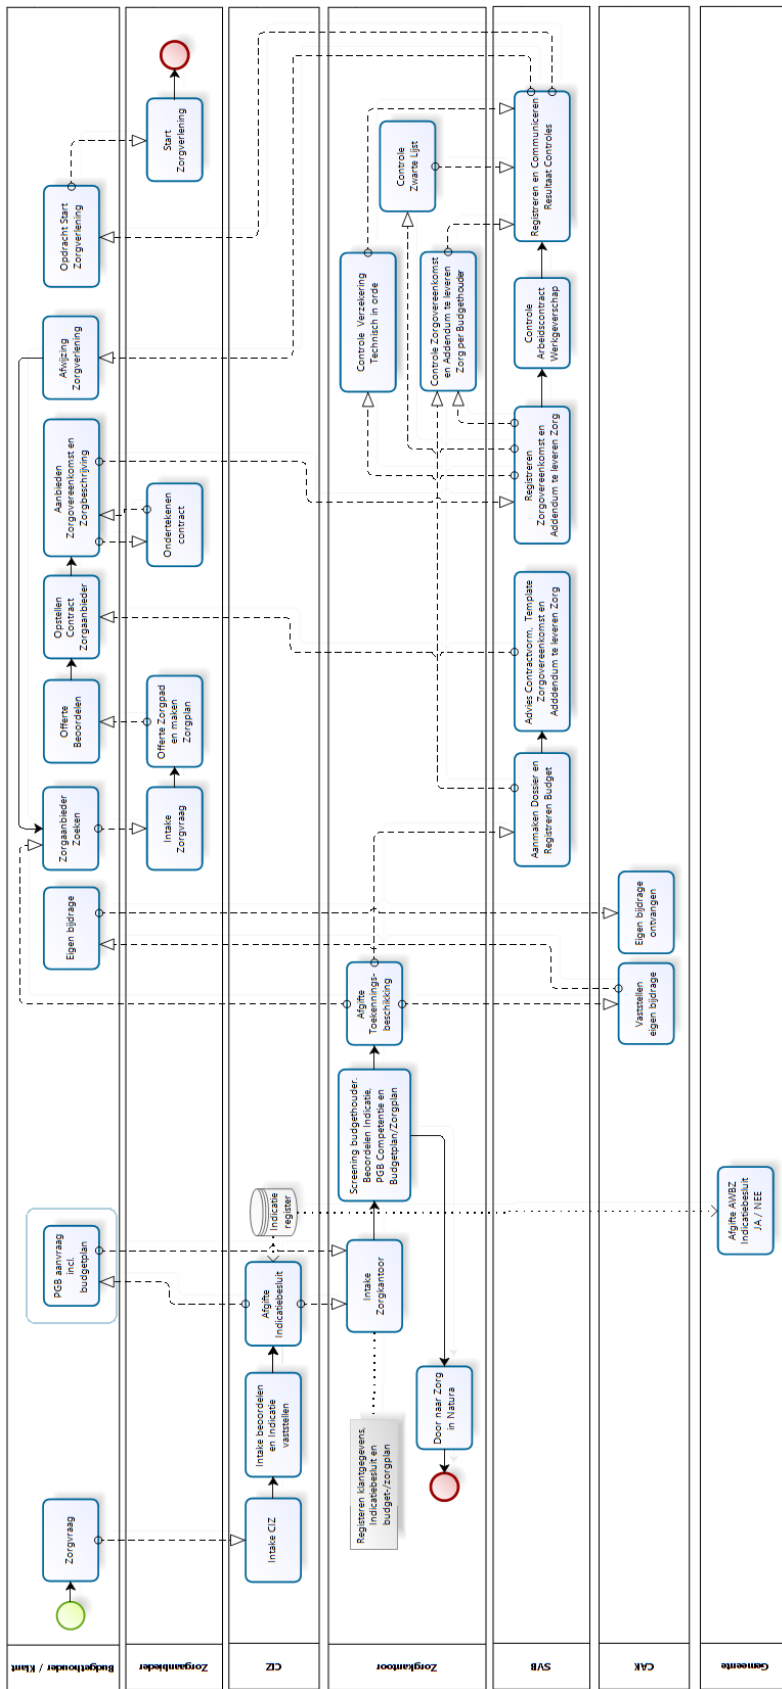 Budgethouder / Klant
Zorgvraag
PGB aanvraag
incl.
budgetplan
Eigen bijdrage
Zorgaanbieder
Zoeken
Offerte
Beoordelen
Opstellen
Contract
Zorgaanbieder
Aanbieden
Zorgovereenkomst en
Zorgbeschrijving
Afwijzing
Zorgverlening
Opdracht Start
Zorgverlening
Zorgaanbieder
Intake
Zorgvraag
Offerte Zorgpad
en maken
Zorgplan
Ondertekenen
contract
Start
Zorgverlening
CIZ
Intake CIZ
Intake beoordelen
en Indicatie
vaststellen
Afgifte
Indicatiebesluit
Indicatie
register
Zorgkantoor
Registeren klantgegevens,
Indicatiebesluit en
budget-/zorgplan
Intake
Zorgkantoor
Door naar Zorg
in Natura
Screening budgethouder.
Beoordelen Indicatie,
PGB Competentie en
Budgetplan/Zorgplan
Afgifte
Toekennings-
beschikking
Controle Verzekering
Technisch in orde
Controle Zorgovereenkomst
en Addendum te leveren
Zorg per Budgethouder
Controle
Zwarte Lijst
SVB
Aanmaken Dossier en
Registreren Budget
Advies Contractvorm, Template
Zorgovereenkomst en
Adddendum te leveren Zorg
Registreren
Zorgovereenkomst en
Addendum te leveren Zorg
Controle
Arbeidscontract
Werkgeverschap
Registreren en Communiceren
Resultaat Controles
CAK
Vaststellen
eigen bijdrage
Eigen bijdrage
ontvangen
Gemeente
Afgifte AWBZ
Indicatiebesluit
JA / NEE